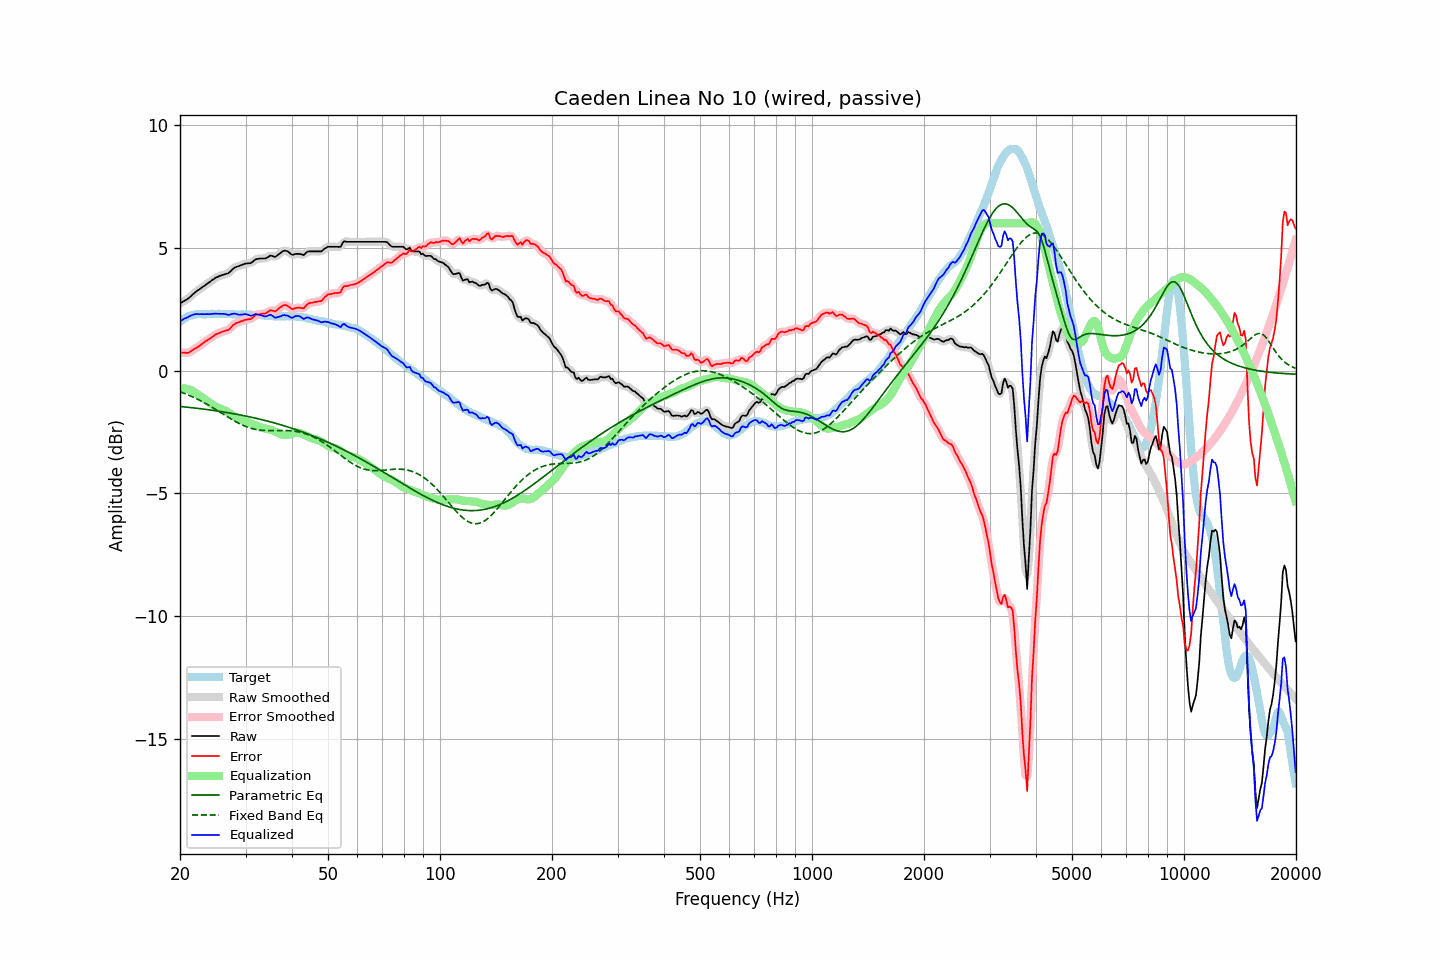 Caeden Linea No 10 (wired, passive)
10
5
0
−5
−10
−15
Amplitude (dBr)
Target
Raw Smoothed
Error Smoothed
Raw
Error
Equalization
Parametric Eq
Fixed Band Eq
Equalized
20 50 100 200 500 1000 2000 5000 10000 20000
Frequency (Hz)